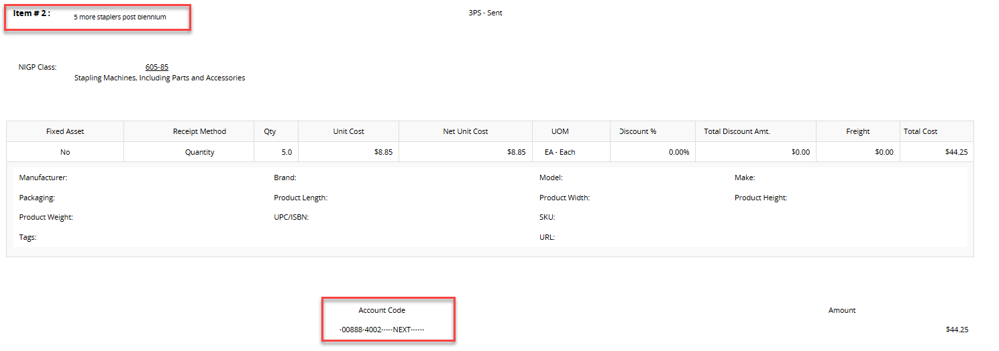 Item # 2 : 5 more staplers post biennium 3PS - Sent
NIGP Class: 605-85
Stapling Machines, Including Parts and Accessories
Fixed Asset Receipt Method Qty Unit Cost Net Unit Cost UOM Discount % Total Discount Amt. Freight Total Cost
No Quantity 5.0 $8.85 $8.85 EA - Each 0.00% $0.00 $0.00 $44.25
Manufacturer: Brand: Model: Make:
Packaging: Product Length: Product Width: Product Height:
Product Weight: UPC/ISBN: SKU:
Tags: URL:
Account Code Amount
-00888-4002-----NEXT------ $44.25